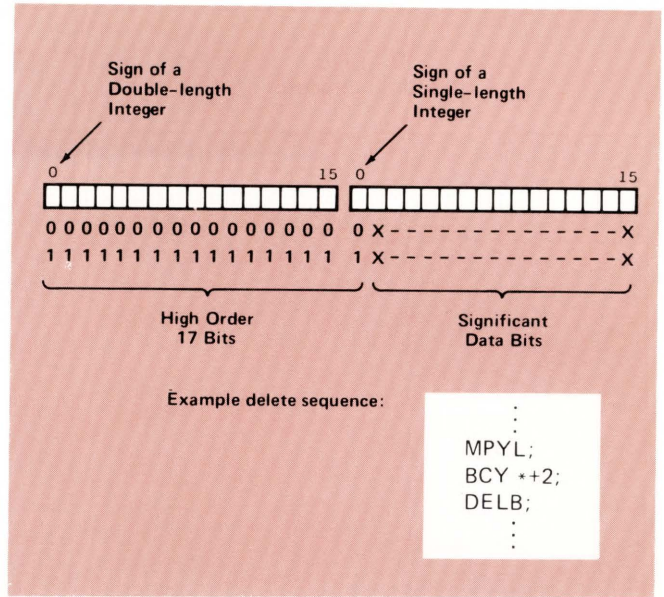 Sign of a Double-length Integer
Sign of a Single-length Integer
0 15 0 15
0 0 0 0 0 0 0 0 0 0 0 0 0 0 0 0 0 X - - - - - - - - - - - - - - - - X
1 1 1 1 1 1 1 1 1 1 1 1 1 1 1 1 1 X - - - - - - - - - - - - - - - - X
High Order 17 Bits
Significant Data Bits
Example delete sequence:
MPYL;
BCY *+2;
DELB;